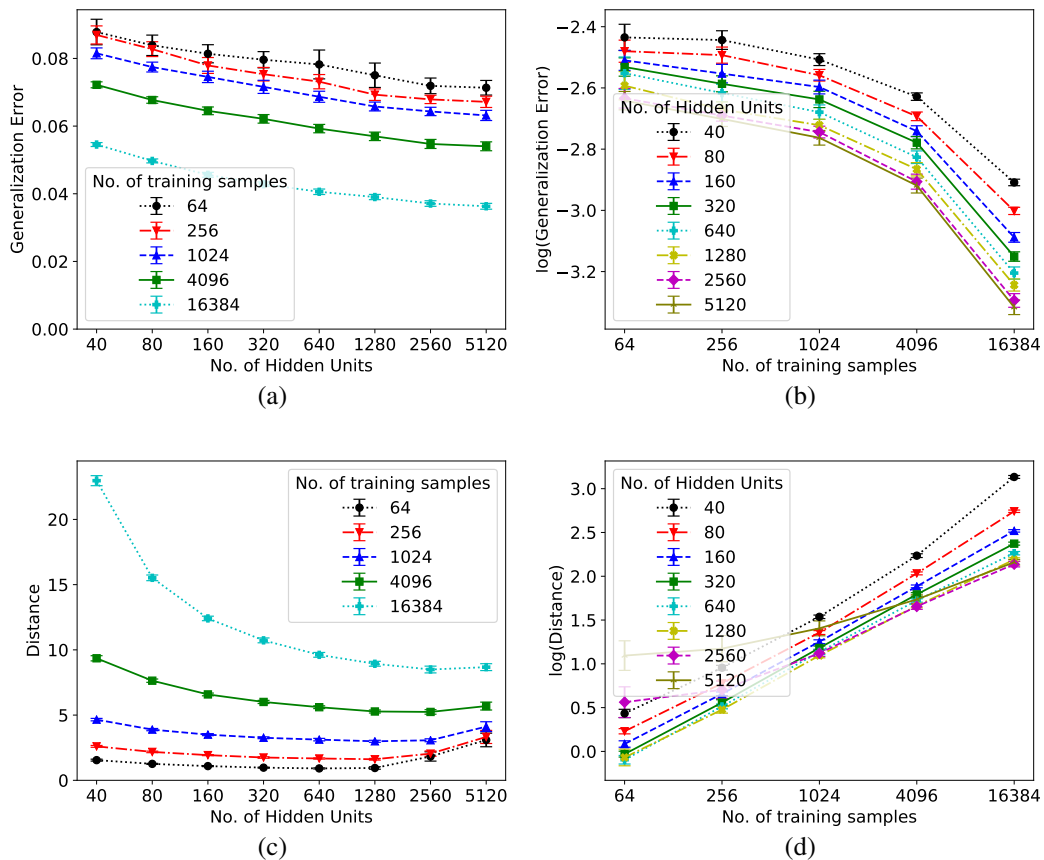 0.08
0.06
0.04
0.02
0.00
Generalization Error
No. of training samples
64
256
1024
4096
16384
40 80 160 320 640 1280 2560 5120
No. of Hidden Units
(a)
−2.4
−2.6
−2.8
−3.0
−3.2
log(Generalization Error)
No. of Hidden Units
40
80
160
320
640
1280
2560
5120
64 256 1024 4096 16384
No. of training samples
(b)
20
15
10
5
0
Distance
No. of training samples
64
256
1024
4096
16384
40 80 160 320 640 1280 2560 5120
No. of Hidden Units
(c)
3.0
2.5
2.0
1.5
1.0
0.5
0.0
log(Distance)
No. of Hidden Units
40
80
160
320
640
1280
2560
5120
64 256 1024 4096 16384
No. of training samples
(d)